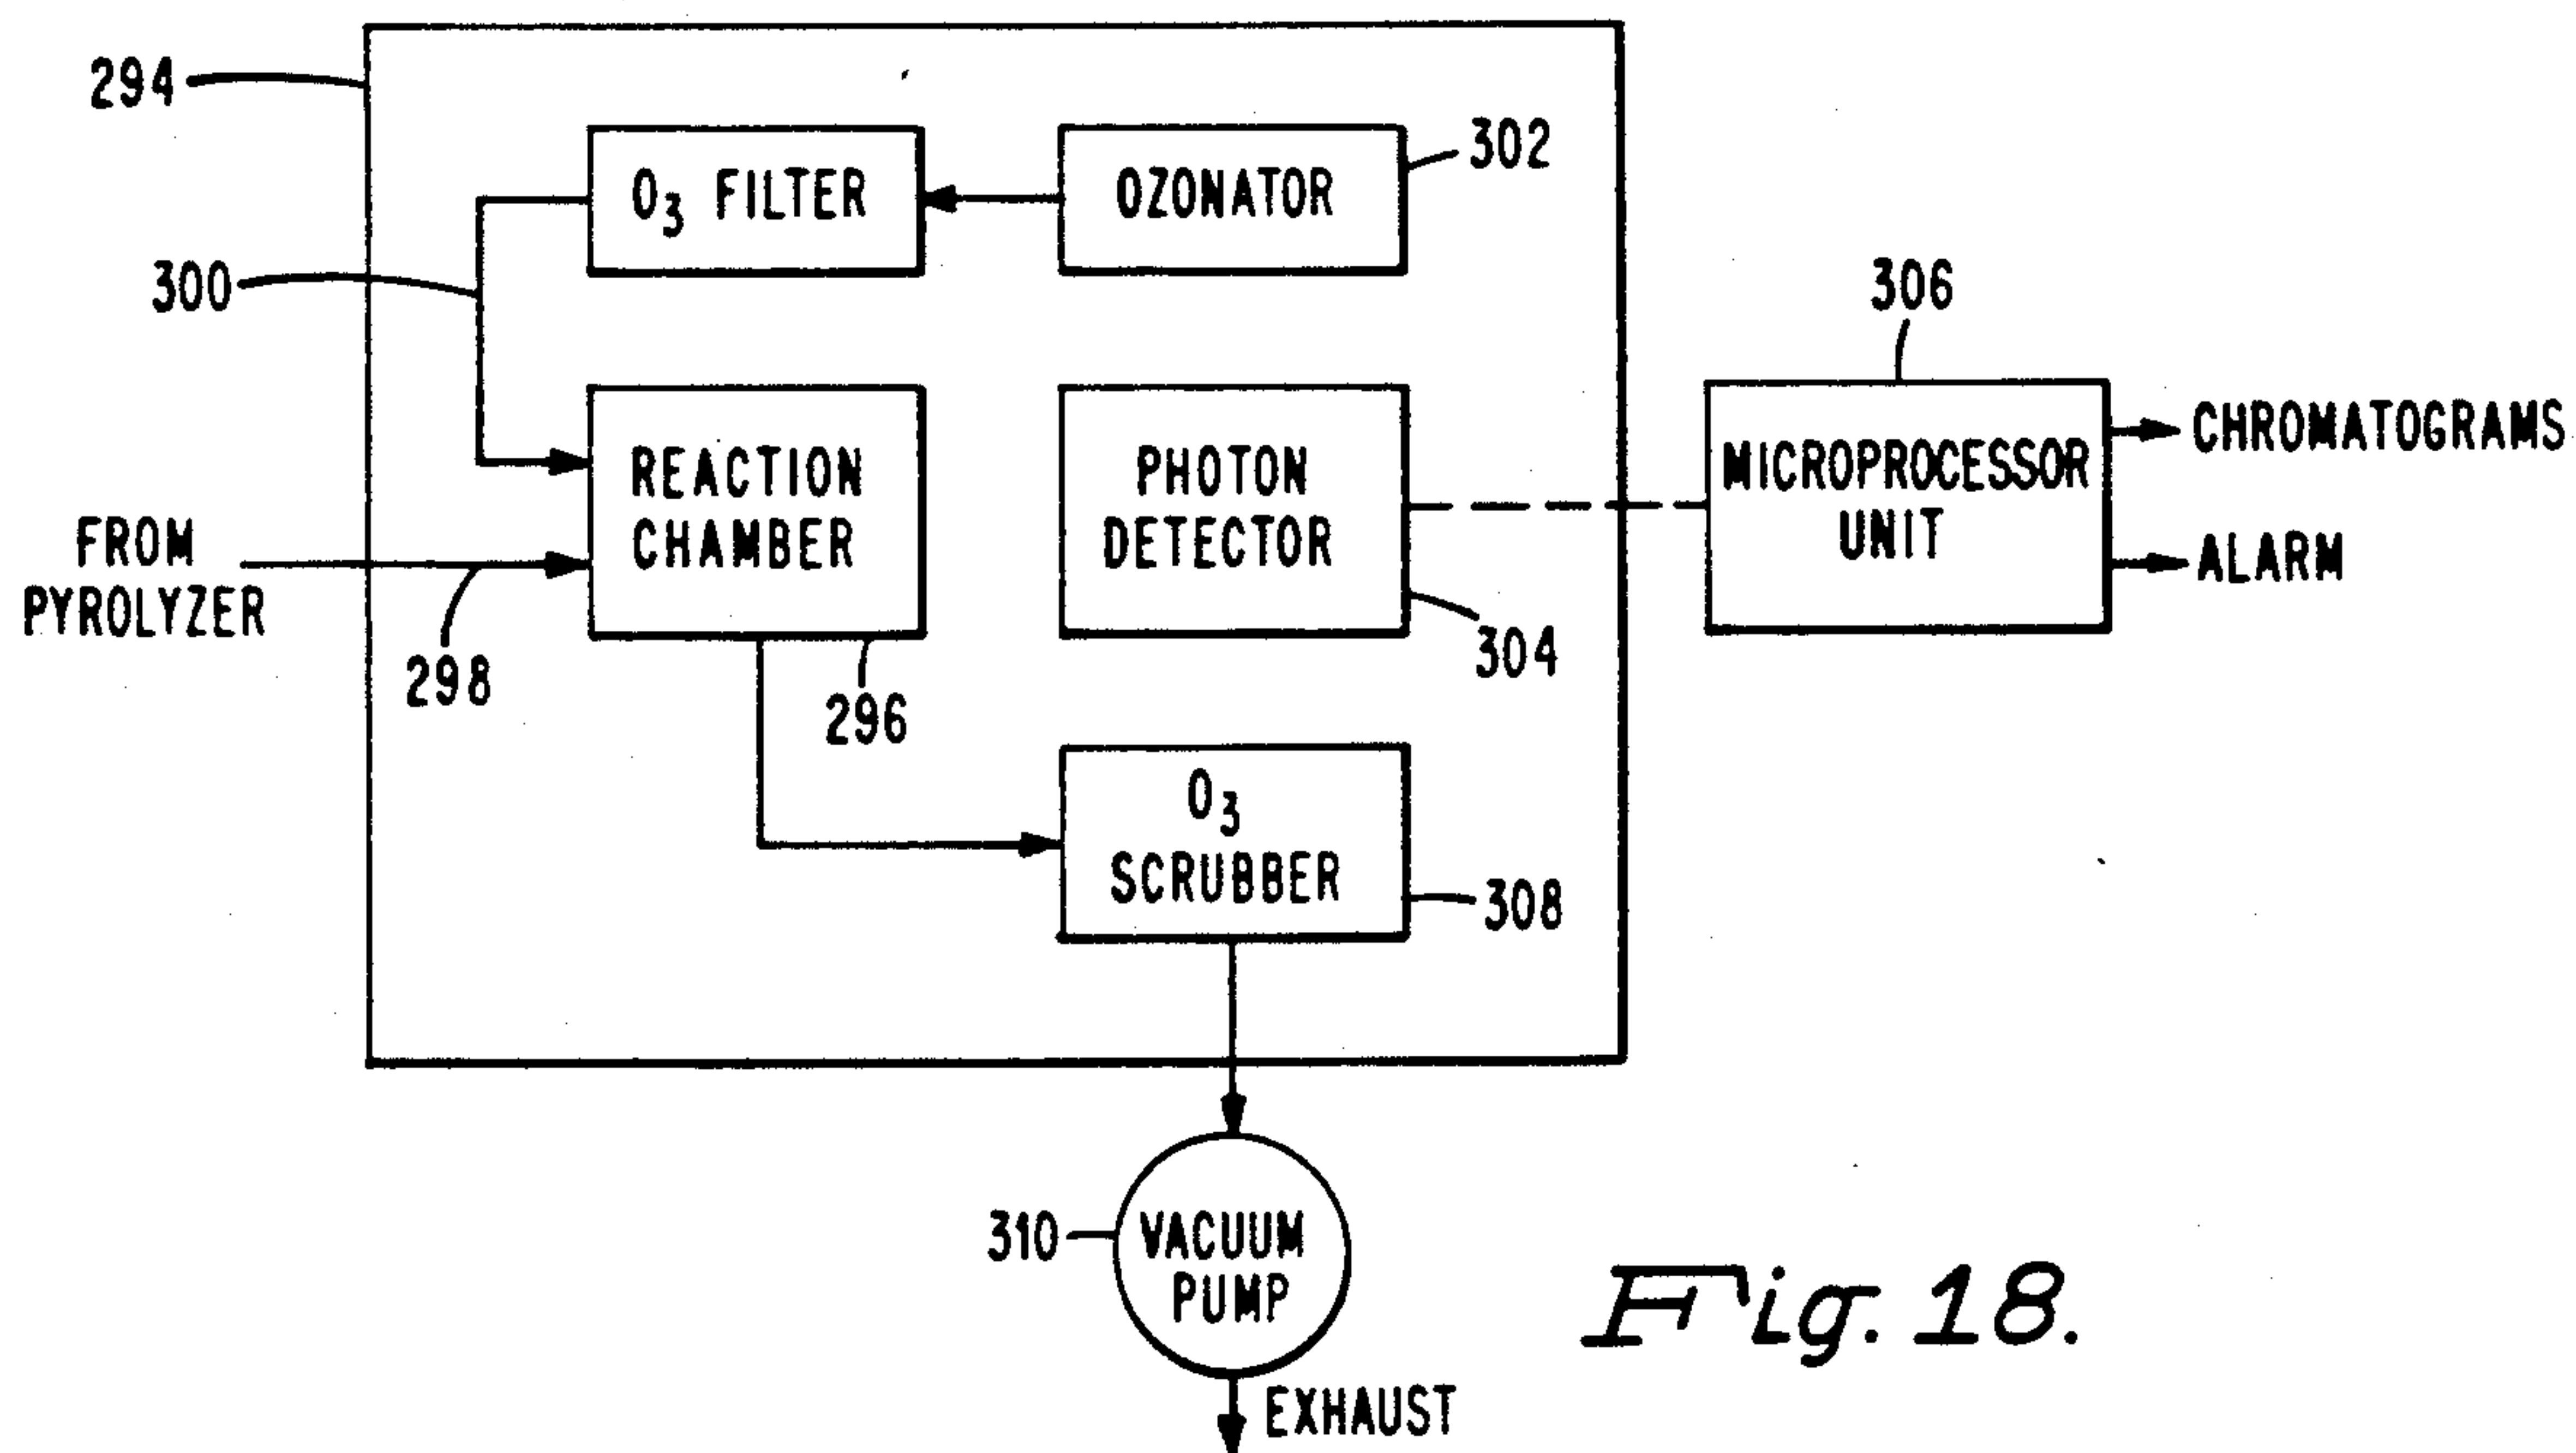 294
O3 FILTER
OZONATOR
302
300
306
REACTION
CHAMBER
PHOTON
DETECTOR
MICROPROCESSOR
UNIT
CHROMATOGRAMS
ALARM
FROM
PYROLYZER
298
296
304
O3
SCRUBBER
308
310
VACUUM
PUMP
EXHAUST
Fig. 18.